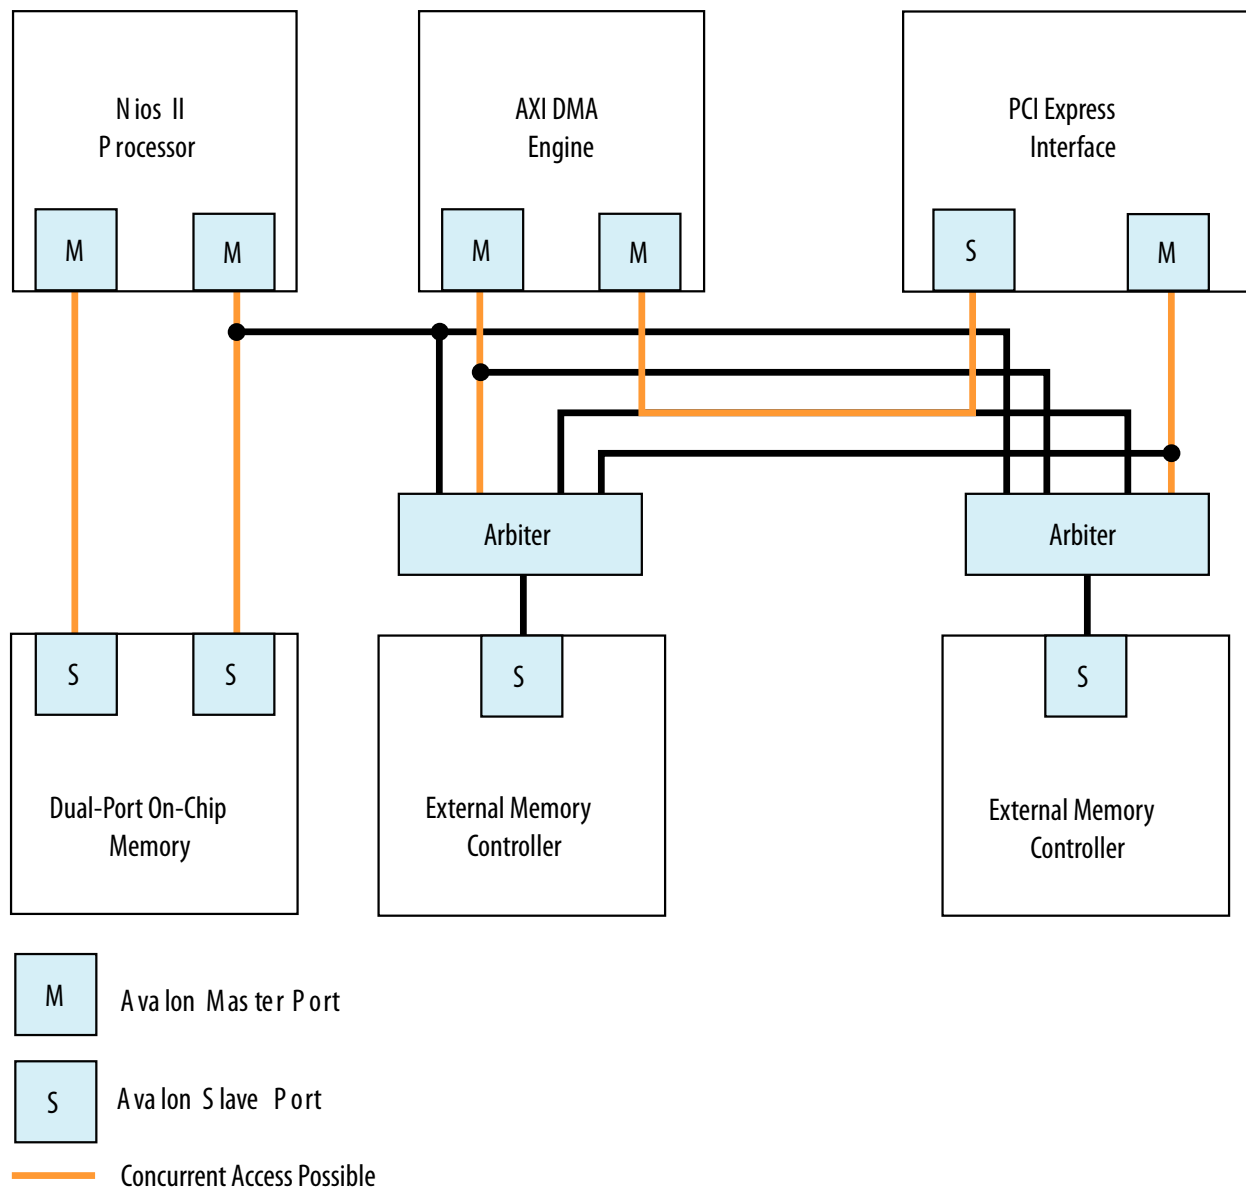 Nios II
Processor
AXI DMA
Engine
PCI Express
Interface
M
M
M
M
S
M
Arbiter
Arbiter
S
S
S
S
Dual-Port On-Chip
Memory
External Memory
Controller
External Memory
Controller
M
Avalon Master Port
S
Avalon Slave Port
Concurrent Access Possible